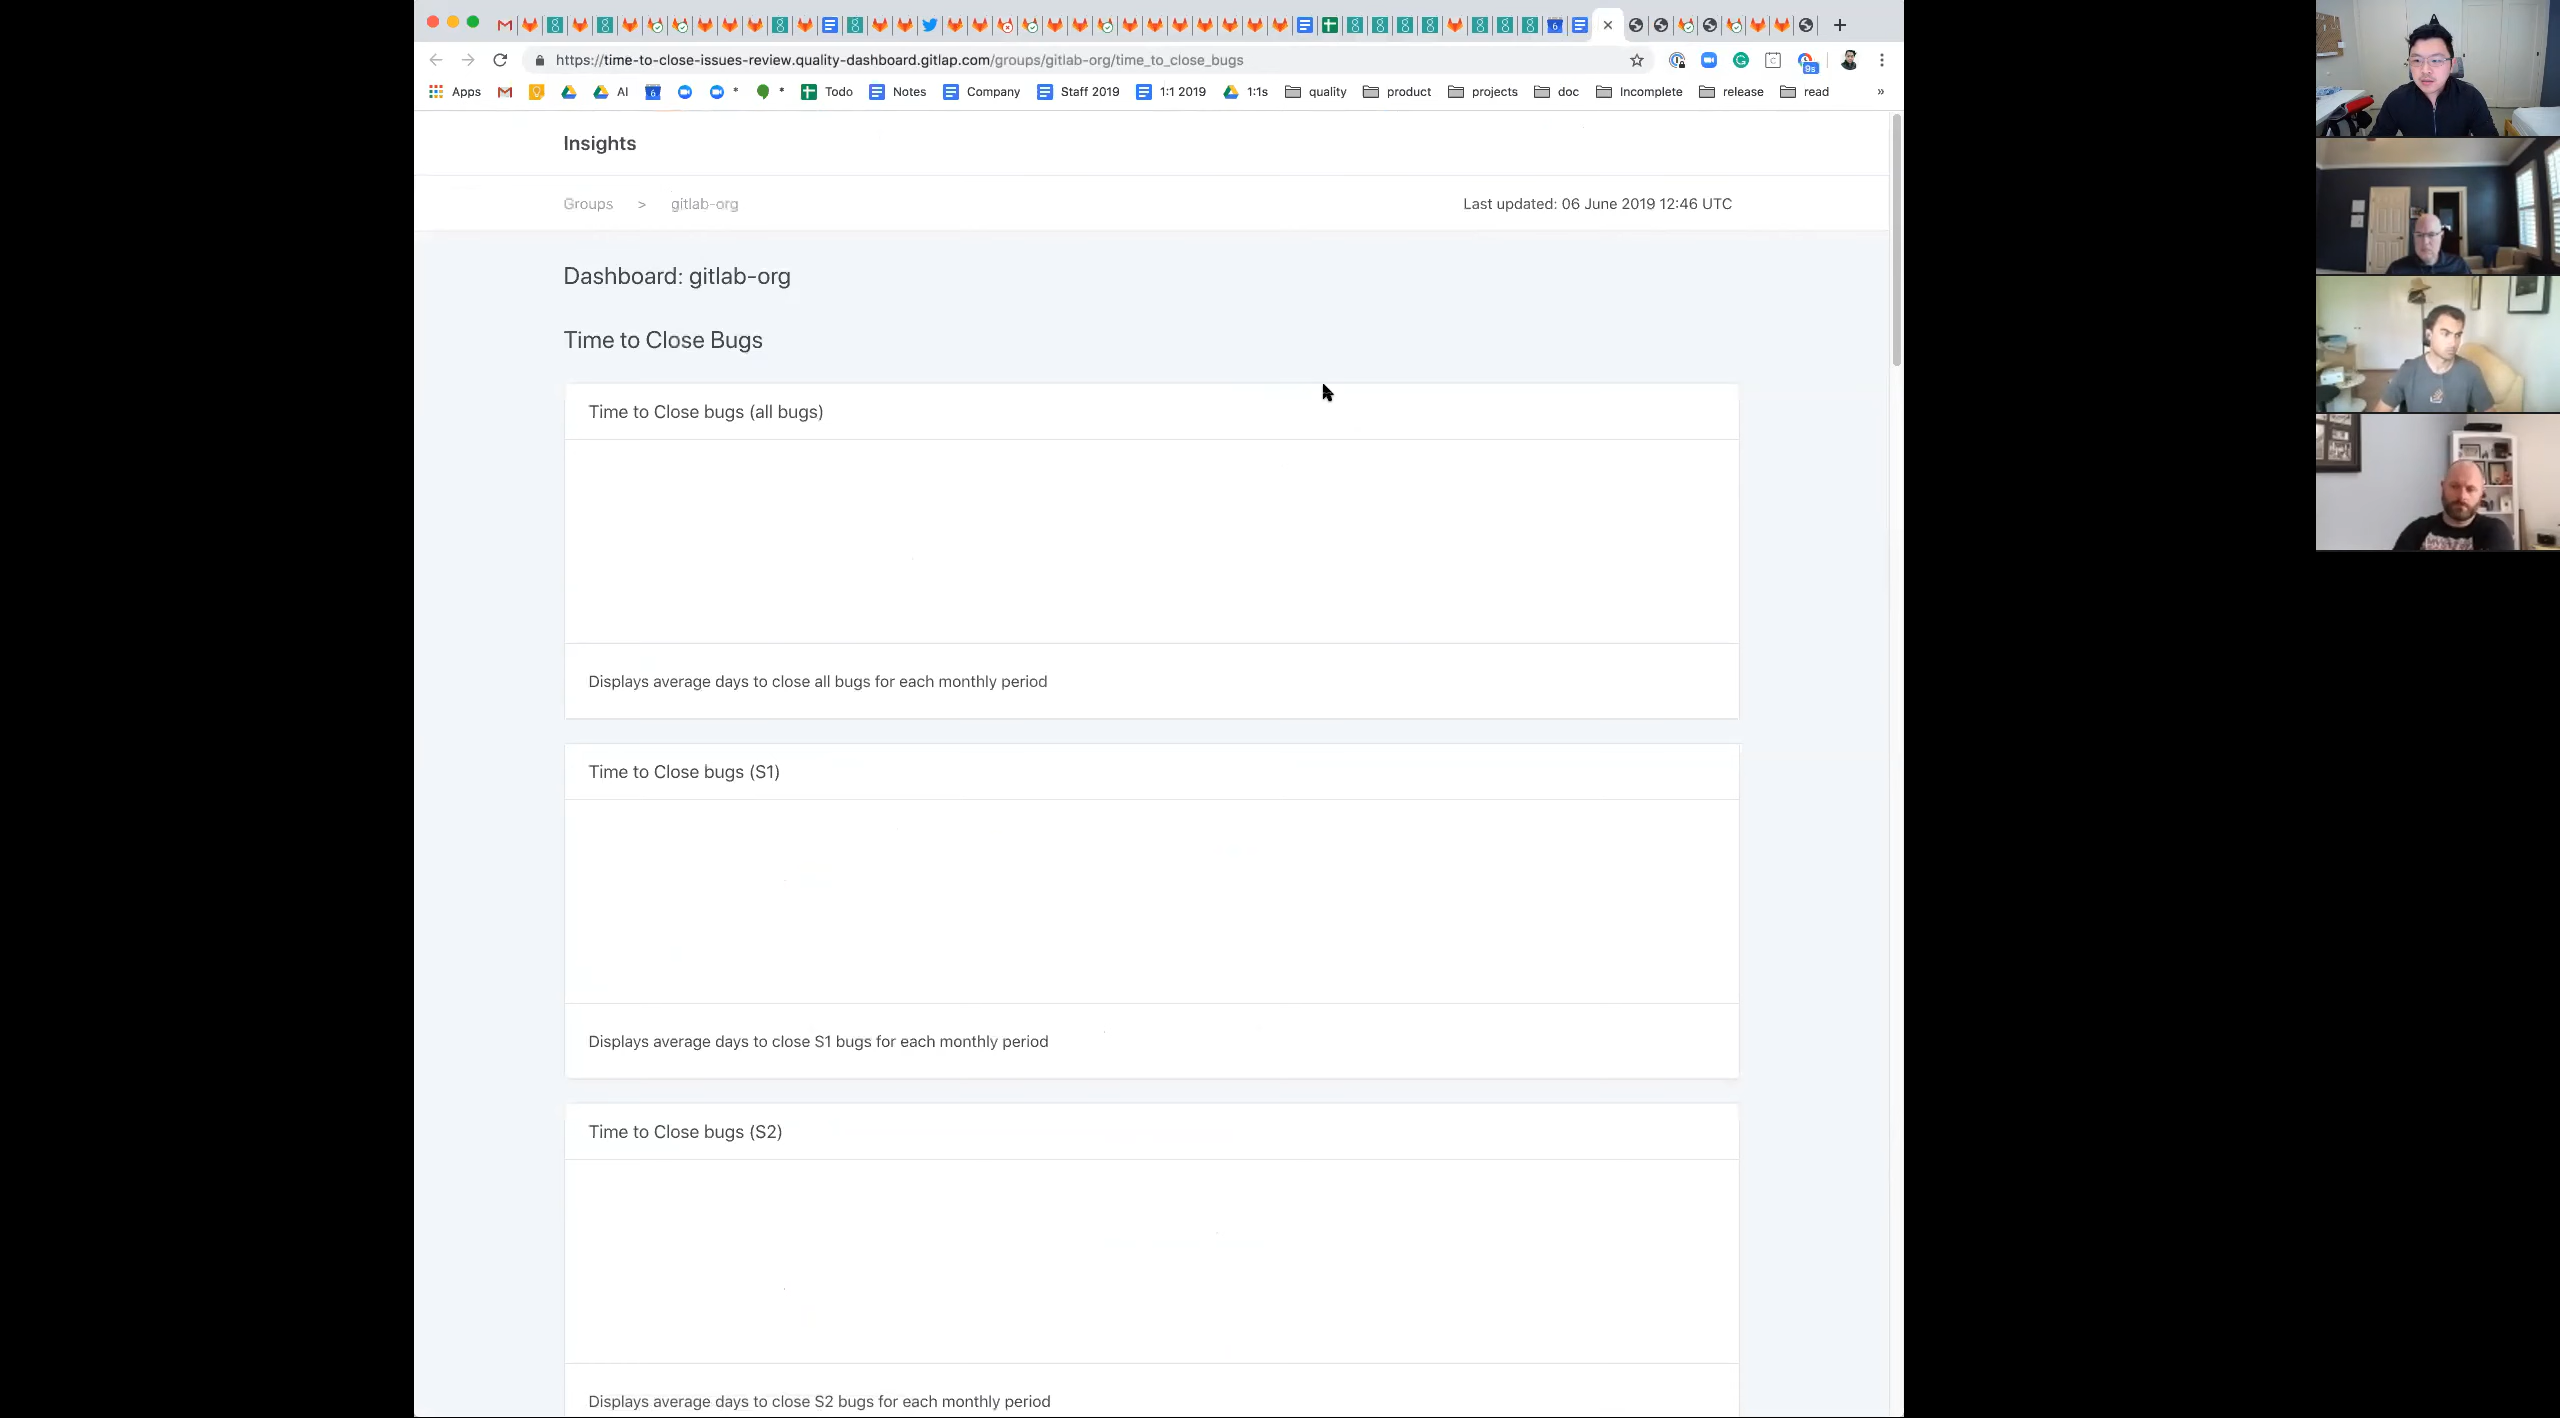 https://time-to-close-issues-review.quality-dashboard.gitlap.com/groups/gitlab-org/time_to_close_bugs
9s
Apps AI 6 * * Todo Notes Company Staff 2019 1:1 2019 1:1s quality product projects doc Incomplete release read »
Insights
Groups > gitlab-org Last updated: 06 June 2019 12:46 UTC
Dashboard: gitlab-org
Time to Close Bugs
Time to Close bugs (all bugs)
Displays average days to close all bugs for each monthly period
Time to Close bugs (S1)
Displays average days to close S1 bugs for each monthly period
Time to Close bugs (S2)
Displays average days to close S2 bugs for each monthly period